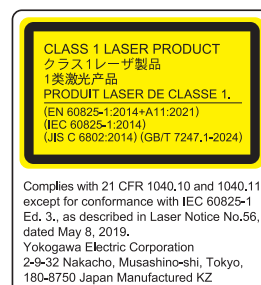 CLASS 1 LASER PRODUCT
クラス1レーザ製品
1类激光产品
PRODUIT LASER DE CLASSE 1.
(EN 60825-1:2014+A11:2021)
(IEC 60825-1:2014)
(JIS C 6802:2014) (GB/T 7247.1-2024)
Complies with 21 CFR 1040.10 and 1040.11
except for conformance with IEC 60825-1
Ed. 3., as described in Laser Notice No.56,
dated May 8, 2019.
Yokogawa Electric Corporation
2-9-32 Nakacho, Musashino-shi, Tokyo,
180-8750 Japan Manufactured KZ